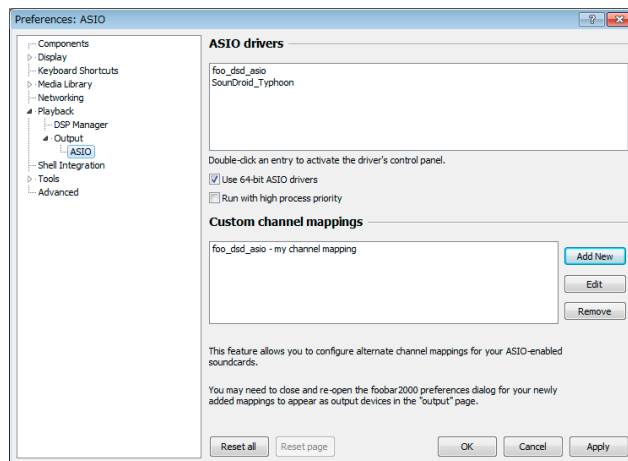 Preferences: ASIO
Components
Display
Keyboard Shortcuts
Media Library
Networking
Playback
DSP Manager
Output
ASIO
Shell Integration
Tools
Advanced
ASIO drivers
foo_dsd_asio
SounDroid_Typhoon
Double-click an entry to activate the driver's control panel.
Use 64-bit ASIO drivers
Run with high process priority
Custom channel mappings
foo_dsd_asio - my channel mapping
Add New
Edit
Remove
This feature allows you to configure alternate channel mappings for your ASIO-enabled
soundcards.
You may need to close and re-open the foobar2000 preferences dialog for your newly
added mappings to appear as output devices in the "output" page.
Reset all
Reset page
OK
Cancel
Apply